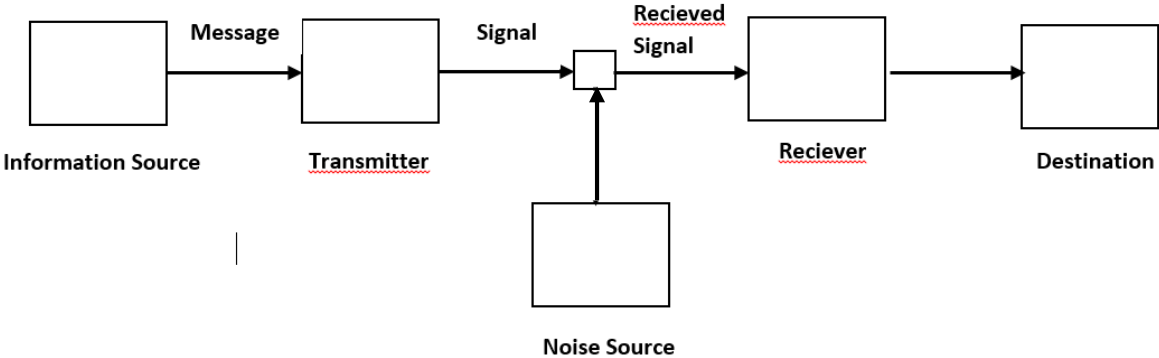 Message
Signal
Recieved
Signal
Information Source
Transmitter
Reciever
Destination
Noise Source